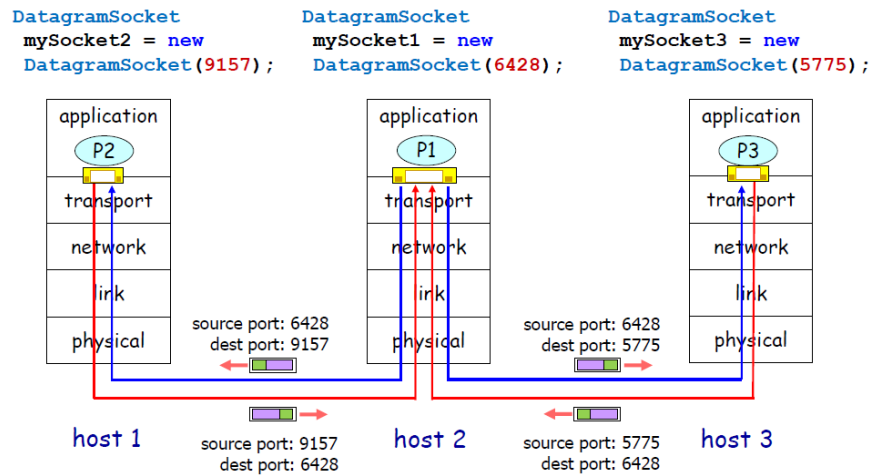 DatagramSocket
mySocket2 = new
DatagramSocket(9157);
DatagramSocket
mySocket1 = new
DatagramSocket(6428);
DatagramSocket
mySocket3 = new
DatagramSocket(5775);
application
P2
transport
network
link
physical
application
P1
transport
network
link
physical
application
P3
transport
network
link
physical
source port: 6428
dest port: 9157
source port: 6428
dest port: 5775
host 1
source port: 9157
dest port: 6428
host 2
source port: 5775
dest port: 6428
host 3